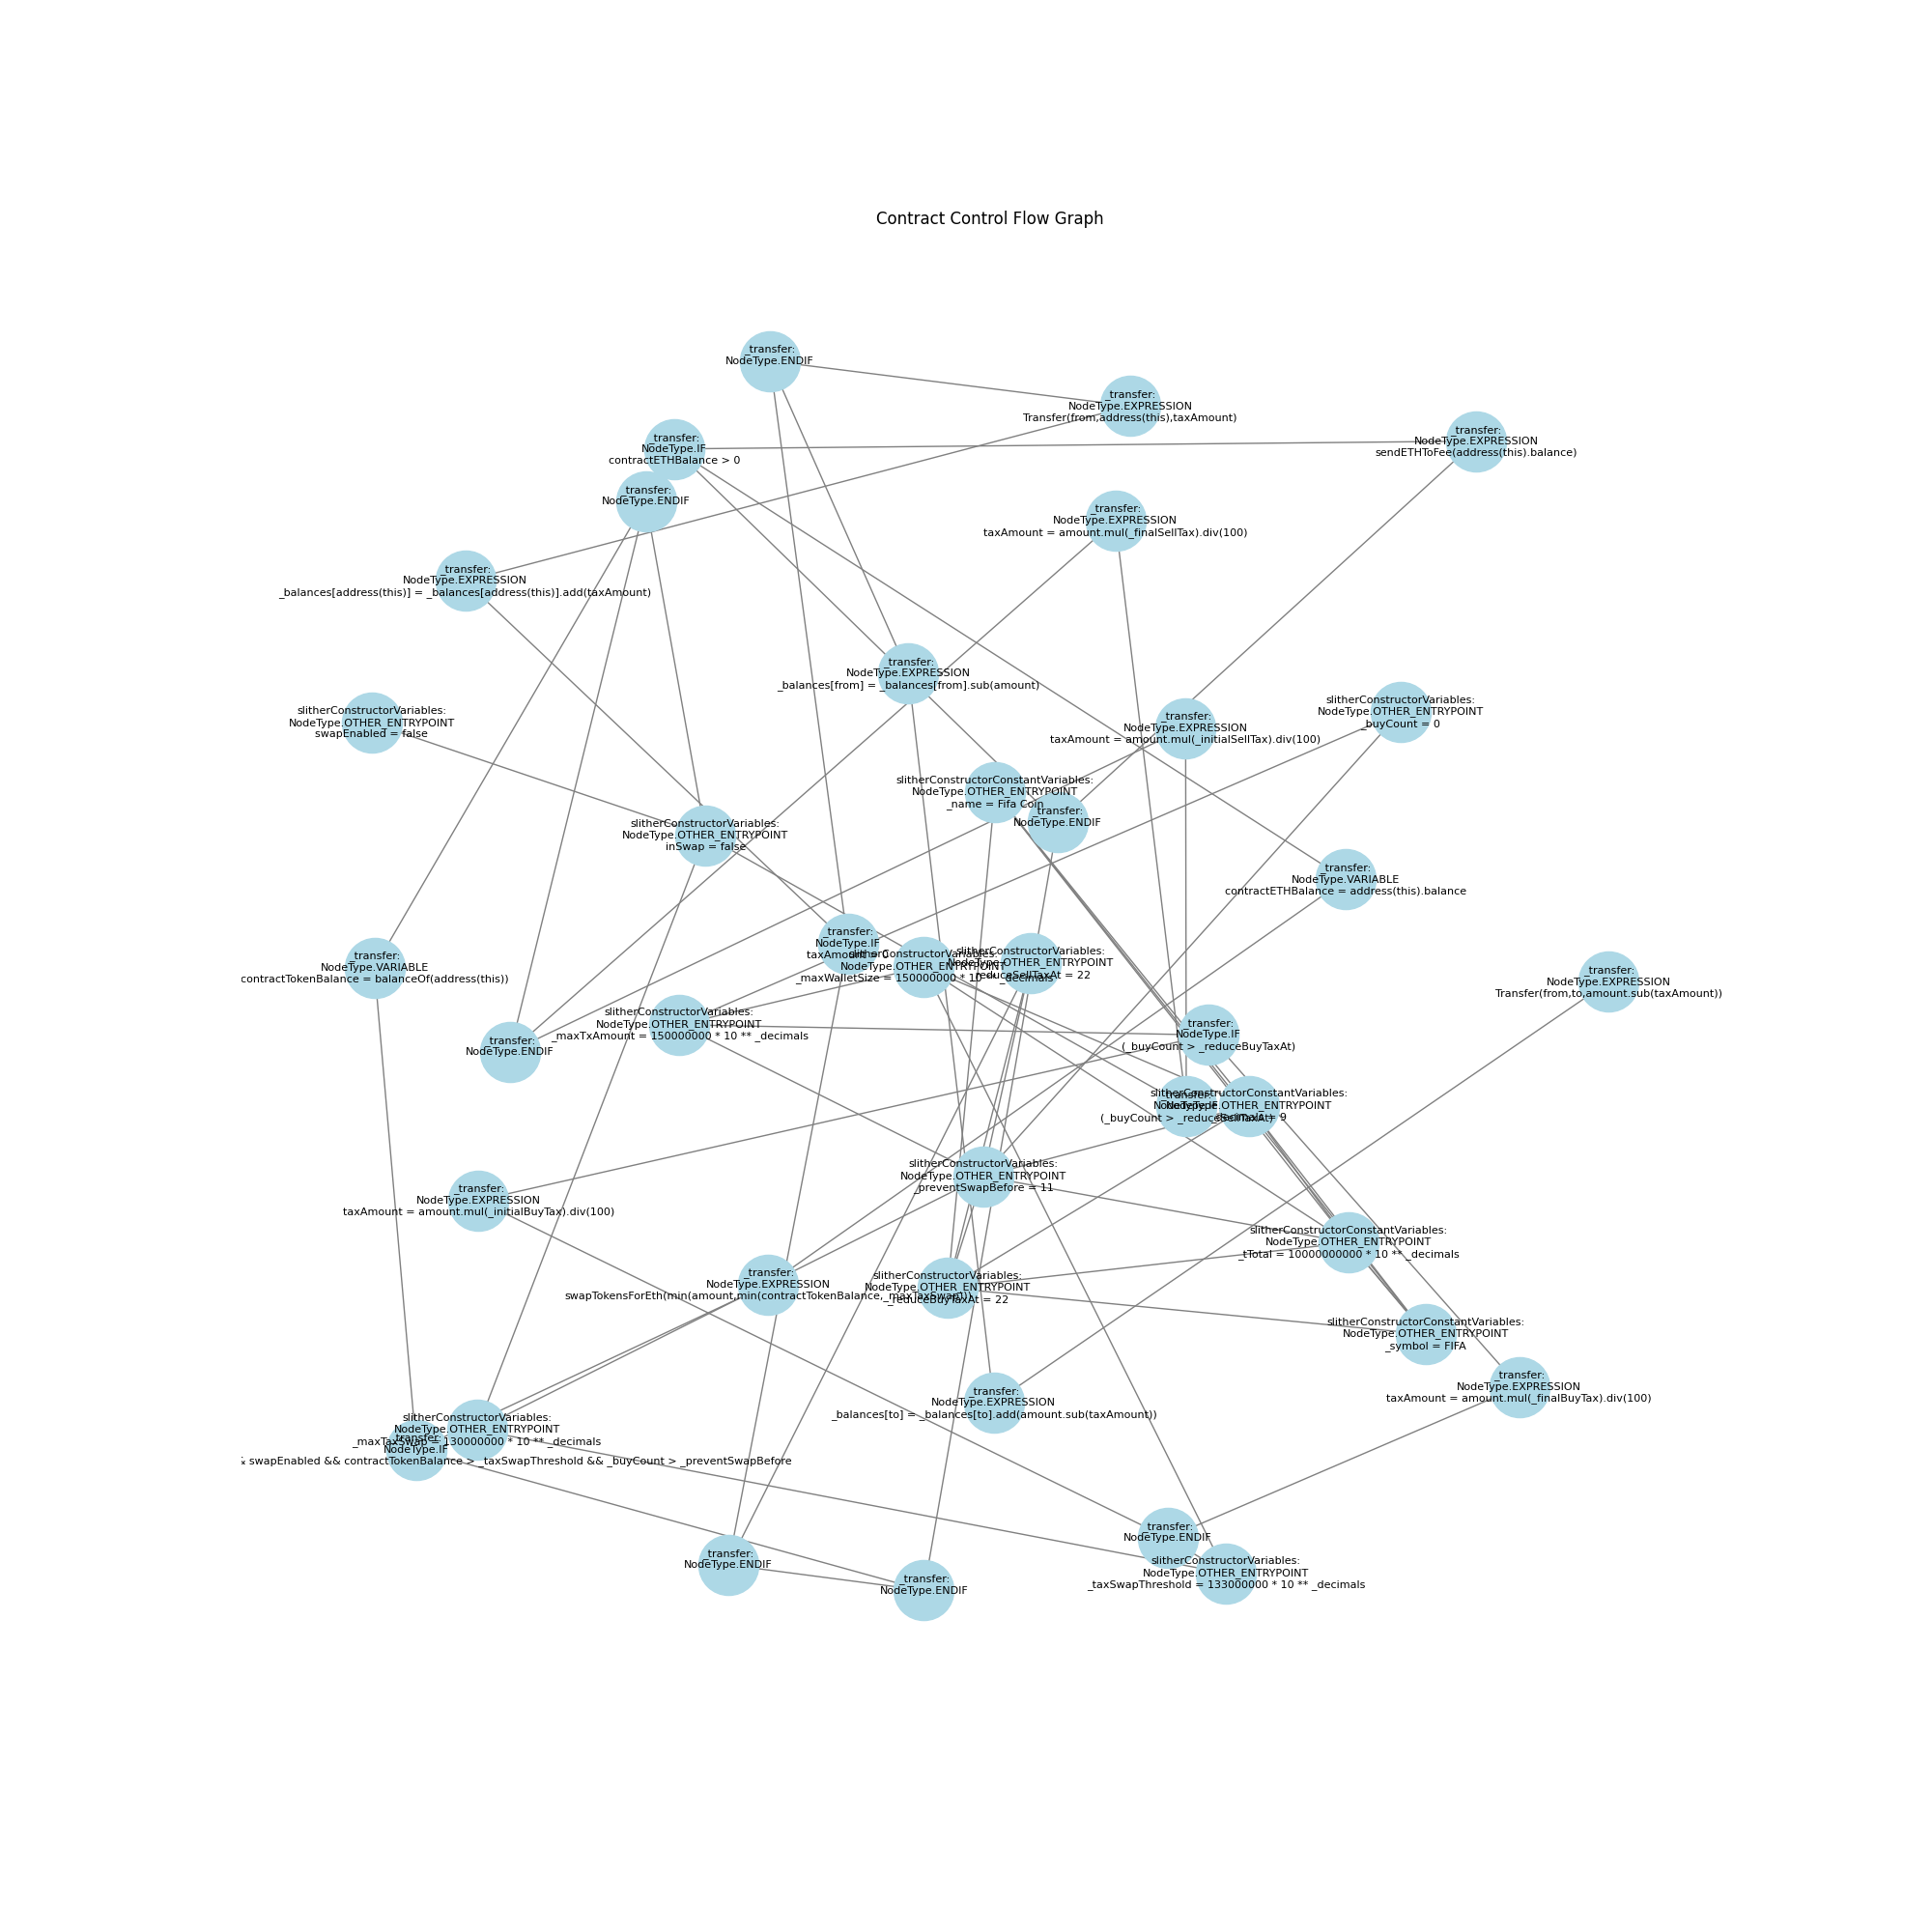 Contract Control Flow Graph
_transfer:
NodeType.ENDIF
_transfer:
NodeType.EXPRESSION
Transfer(from,address(this),taxAmount)
_transfer:
NodeType.IF
contractETHBalance > 0
_transfer:
NodeType.EXPRESSION
sendETHToFee(address(this).balance)
_transfer:
NodeType.ENDIF
_transfer:
NodeType.EXPRESSION
taxAmount = amount.mul(_finalSellTax).div(100)
_transfer:
NodeType.EXPRESSION
_balances[address(this)] = _balances[address(this)].add(taxAmount)
_transfer:
NodeType.EXPRESSION
_balances[from] = _balances[from].sub(amount)
slitherConstructorVariables:
NodeType.OTHER_ENTRYPOINT
swapEnabled = false
_transfer:
NodeType.EXPRESSION
taxAmount = amount.mul(_initialSellTax).div(100)
slitherConstructorVariables:
NodeType.OTHER_ENTRYPOINT
_buyCount = 0
slitherConstructorConstantVariables:
NodeType.OTHER_ENTRYPOINT
_name = Fifa Coin
_transfer:
NodeType.ENDIF
slitherConstructorVariables:
NodeType.OTHER_ENTRYPOINT
inSwap = false
_transfer:
NodeType.VARIABLE
contractETHBalance = address(this).balance
_transfer:
NodeType.IF
taxAmount
slitherConstructorVariables:
NodeType.OTHER_ENTRYPOINT
_maxWalletSize = 150000000 * 10 ** _decimals
slitherConstructorVariables:
NodeType.OTHER_ENTRYPOINT
_reduceSellTaxAt = 22
_transfer:
NodeType.VARIABLE
contractTokenBalance = balanceOf(address(this))
_transfer:
NodeType.EXPRESSION
Transfer(from,to,amount.sub(taxAmount))
slitherConstructorVariables:
NodeType.OTHER_ENTRYPOINT
_maxTxAmount = 150000000 * 10 ** _decimals
_transfer:
NodeType.ENDIF
_transfer:
NodeType.IF
(_buyCount > _reduceBuyTaxAt)
_transfer:
NodeType.IF
(_buyCount > _reduceSellTaxAt)
slitherConstructorConstantVariables:
NodeType.OTHER_ENTRYPOINT
_decimals = 9
slitherConstructorVariables:
NodeType.OTHER_ENTRYPOINT
_preventSwapBefore = 11
_transfer:
NodeType.EXPRESSION
taxAmount = amount.mul(_initialBuyTax).div(100)
slitherConstructorConstantVariables:
NodeType.OTHER_ENTRYPOINT
_tTotal = 10000000000 * 10 ** _decimals
_transfer:
NodeType.EXPRESSION
swapTokensForEth(min(amount,min(contractTokenBalance,_maxTaxSwap)))
slitherConstructorVariables:
NodeType.OTHER_ENTRYPOINT
_reduceBuyTaxAt = 22
slitherConstructorConstantVariables:
NodeType.OTHER_ENTRYPOINT
_symbol = FIFA
_transfer:
NodeType.EXPRESSION
taxAmount = amount.mul(_finalBuyTax).div(100)
_transfer:
NodeType.EXPRESSION
_balances[to] = _balances[to].add(amount.sub(taxAmount))
slitherConstructorVariables:
NodeType.OTHER_ENTRYPOINT
_maxTaxSwap = 130000000 * 10 ** _decimals
_transfer:
NodeType.IF
swapEnabled && contractTokenBalance > _taxSwapThreshold && _buyCount > _preventSwapBefore
_transfer:
NodeType.ENDIF
_transfer:
NodeType.ENDIF
slitherConstructorVariables:
NodeType.OTHER_ENTRYPOINT
_taxSwapThreshold = 133000000 * 10 ** _decimals
_transfer:
NodeType.ENDIF